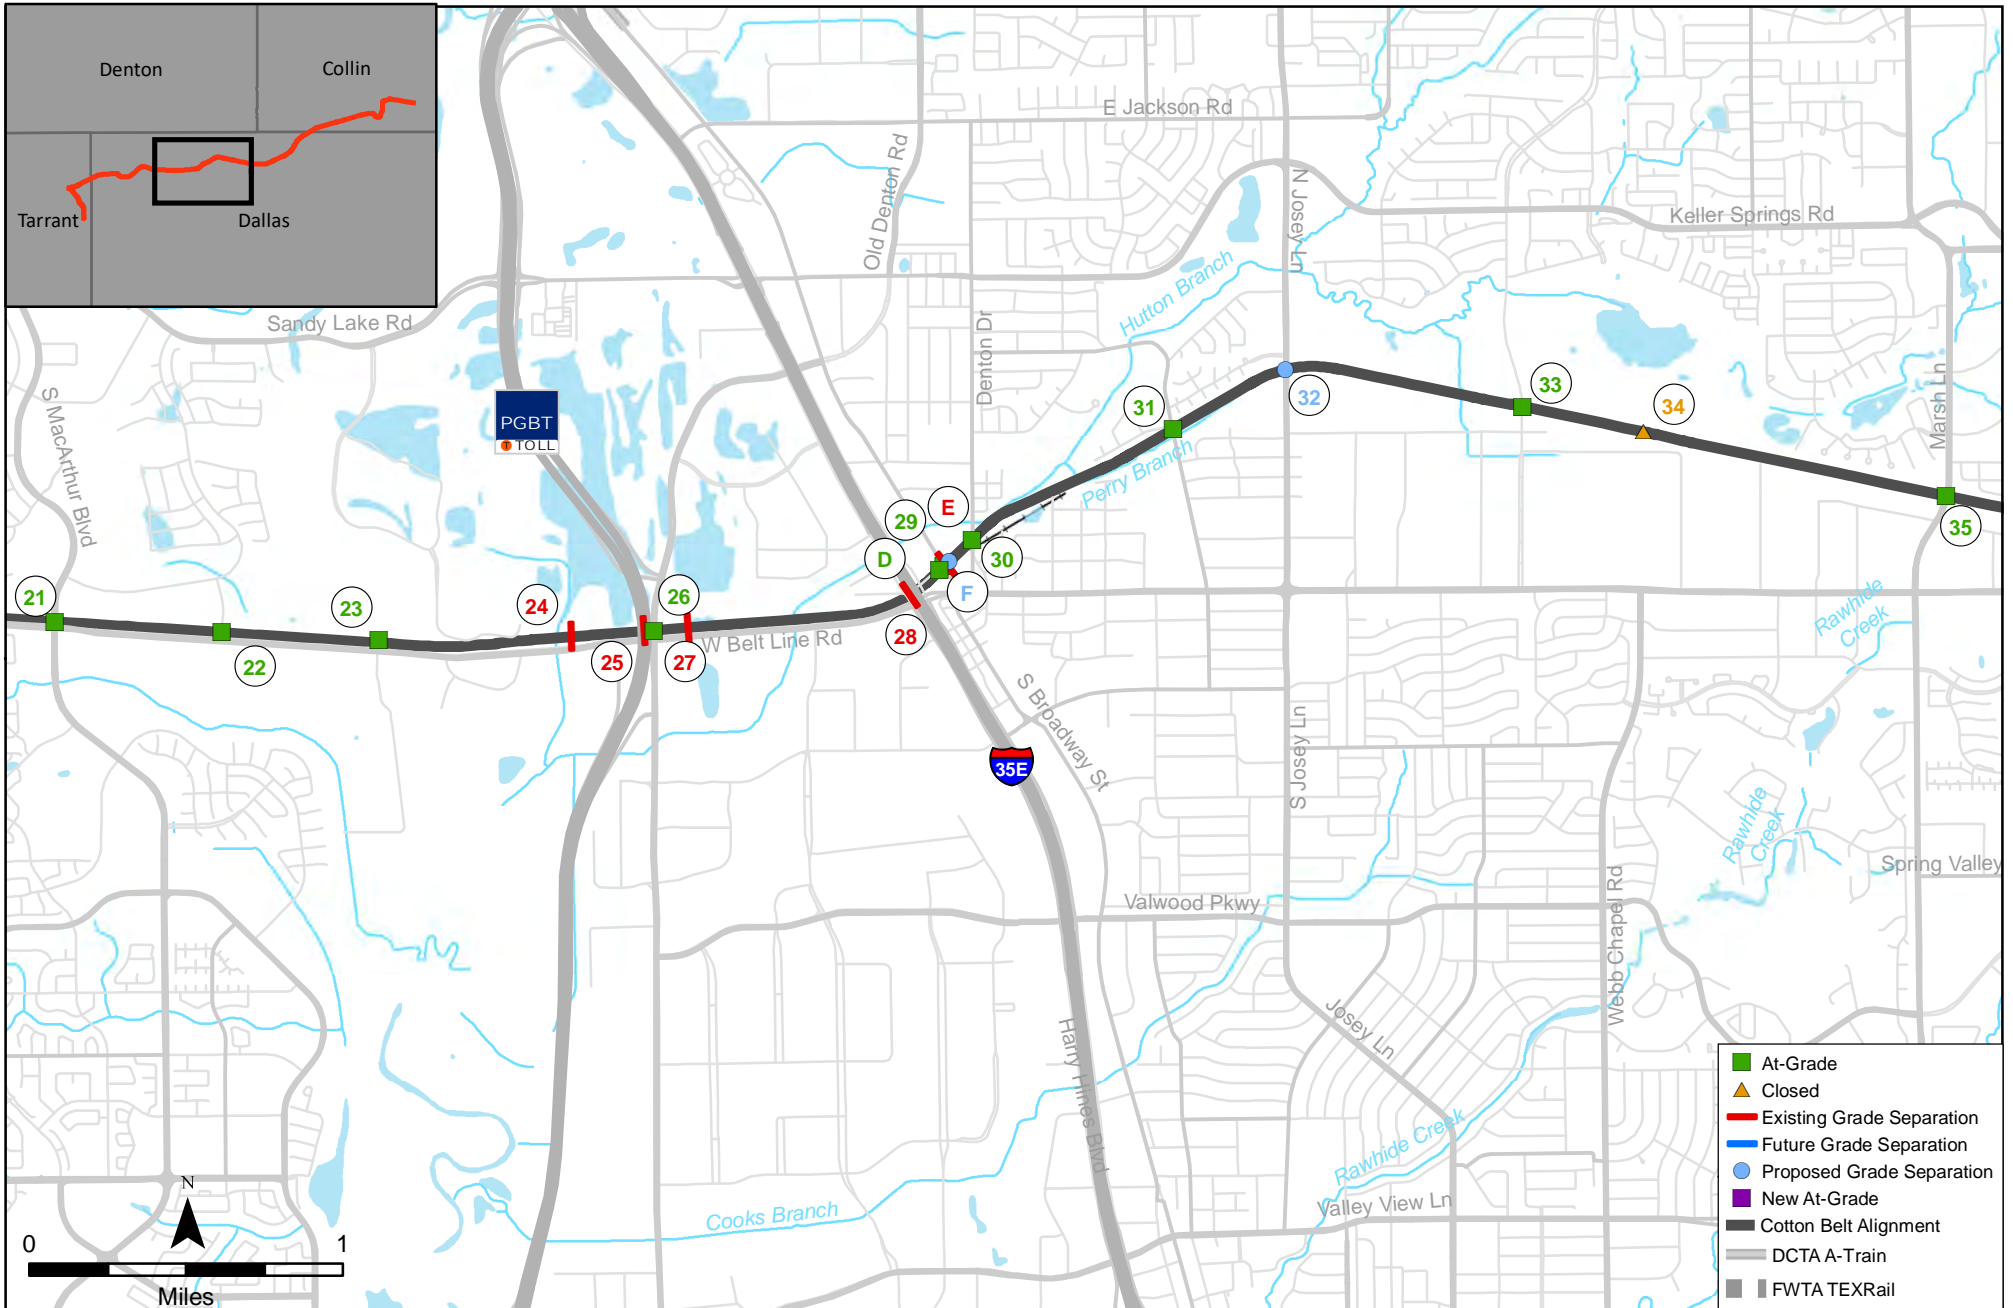 Denton
Collin
Tarrant
Dallas
E Jackson Rd
Old Denton Rd
N Josey Ln
Keller Springs Rd
Hutton Branch
Sandy Lake Rd
Denton Dr
S MacArthur Blvd
PGBT
T TOLL
Marsh Ln
31
32
33
34
Perry Branch
29
E
35
D
30
F
21
22
23
24
25
26
27
28
W Belt Line Rd
Rawhide
Creek
S Broadway St
S Josey Ln
35E
Rawhide
Creek
Spring Valley
Valwood Pkwy
Webb Chapel Rd
Josey Ln
Harry Hines Blvd
Rawhide Creek
Valley View Ln
Cooks Branch
N
0 1
Miles
At-Grade
Closed
Existing Grade Separation
Future Grade Separation
Proposed Grade Separation
New At-Grade
Cotton Belt Alignment
DCTA A-Train
FWTA TEXRail